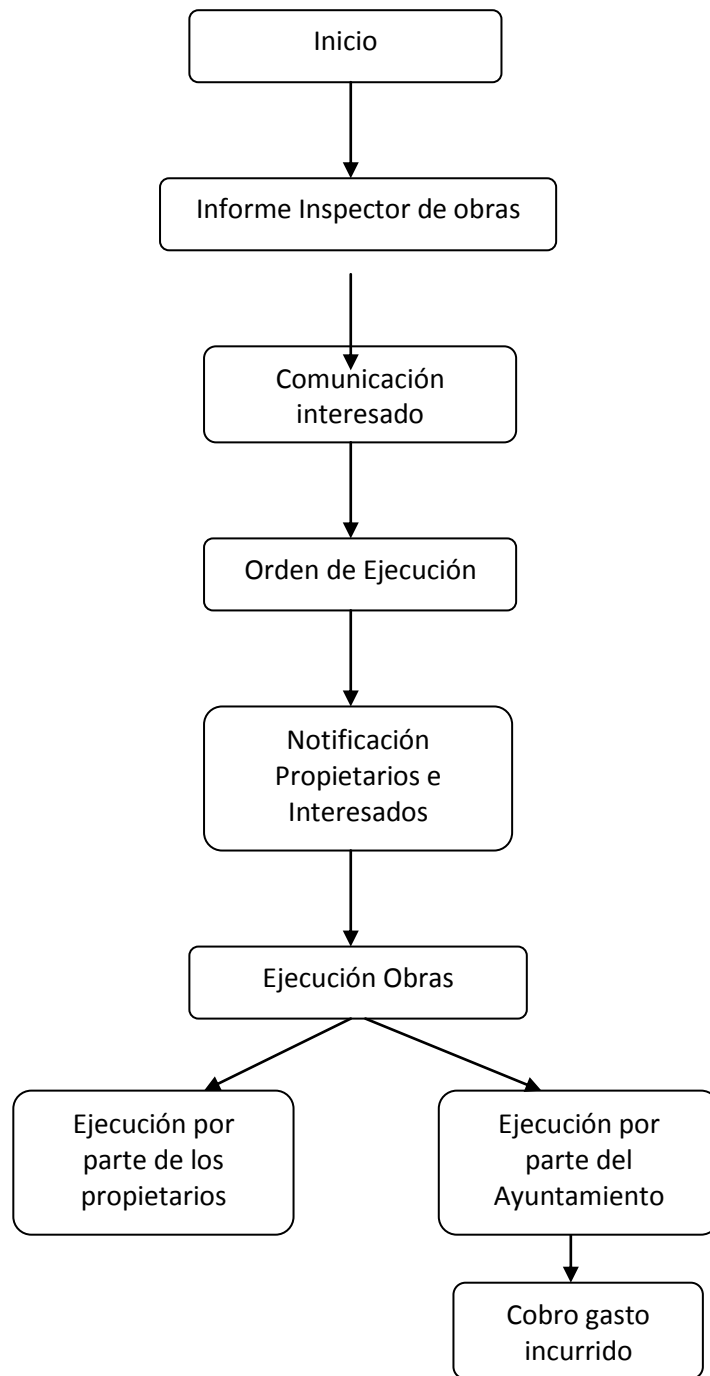 Inicio
Informe Inspector de obras
Comunicación
interesado
Orden de Ejecución
Notificación
Propietarios e
Interesados
Ejecución Obras
Ejecución por
parte de los
propietarios
Ejecución por
parte del
Ayuntamiento
Cobro gasto
incurrido